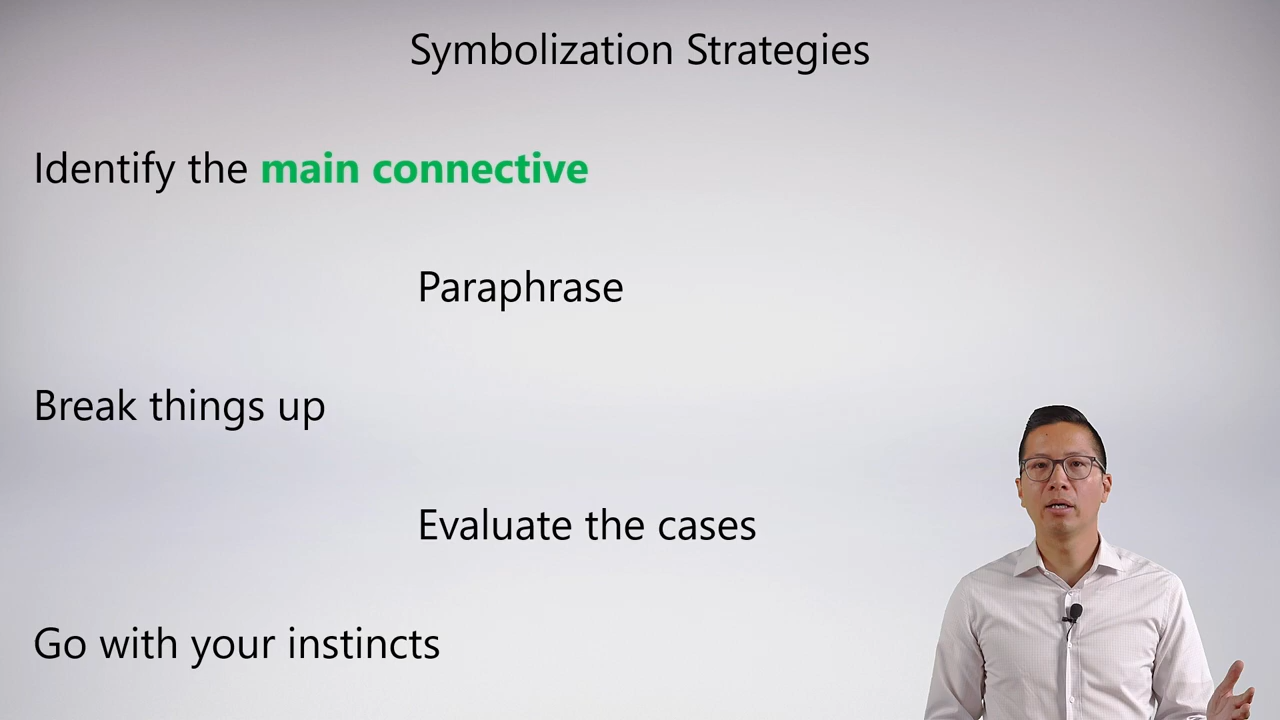 Symbolization Strategies
Identify the main connective
Paraphrase
Break things up
Evaluate the cases
Go with your instincts